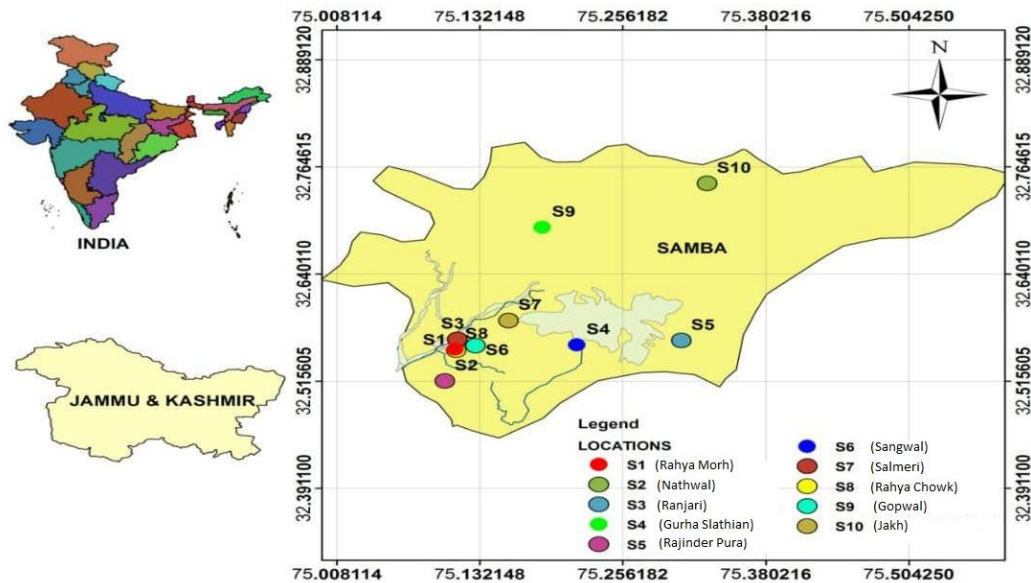 75.008114 75.132148 75.256182 75.380216 75.504250
32.889120
32.764615
32.640110
32.515605
32.391100
N
INDIA
JAMMU & KASHMIR
S10
S9
SAMBA
S7
S3
S8
S1
S6
S2
S4
S5
Legend
LOCATIONS
S1 (Rahya Morh)
S2 (Nathwal)
S3 (Ranjari)
S4 (Gurha Slathian)
S5 (Rajinder Pura)
S6 (Sangwal)
S7 (Salmeri)
S8 (Rahya Chowk)
S9 (Gopwal)
S10 (Jakh)
32.889120
32.764615
32.640110
32.515605
32.391100
75.008114 75.132148 75.256182 75.380216 75.504250